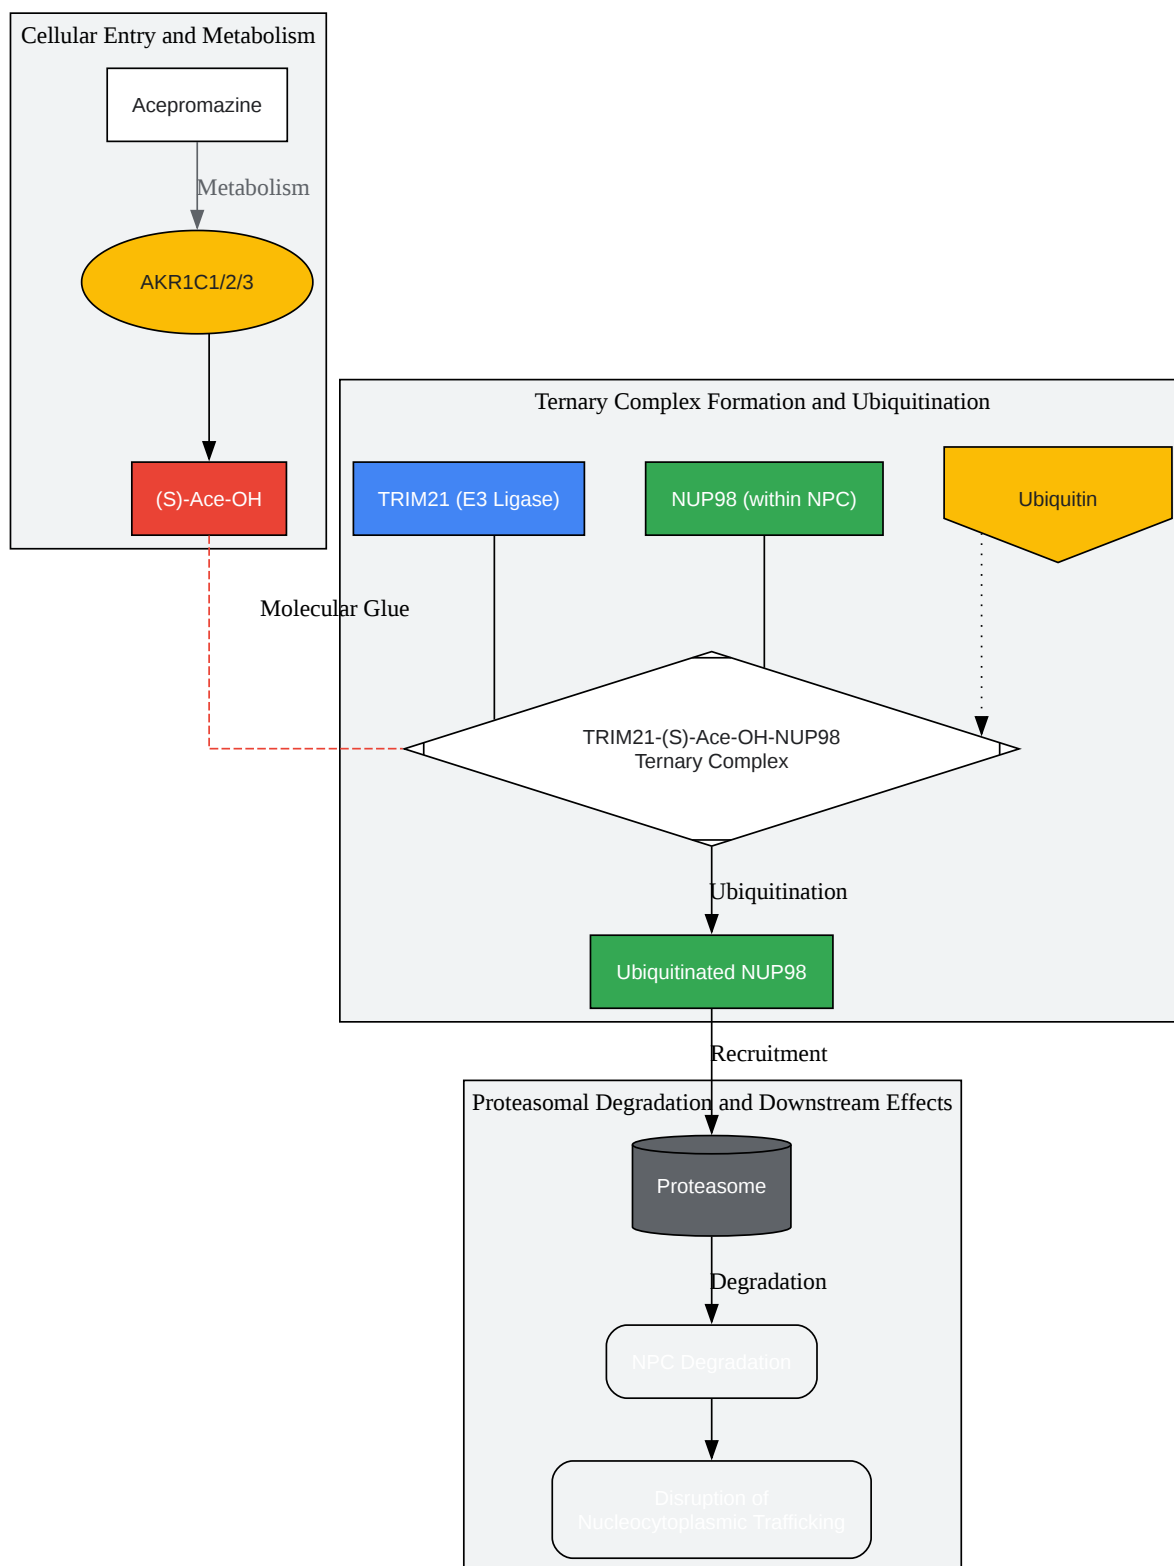 Cellular Entry and Metabolism
Acepromazine
Metabolism
AKR1C1/2/3
(S)-Ace-OH
Molecular Glue
Ternary Complex Formation and Ubiquitination
TRIM21 (E3 Ligase)
NUP98 (within NPC)
Ubiquitin
TRIM21-(S)-Ace-OH-NUP98
Ternary Complex
Ubiquitination
Ubiquitinated NUP98
Recruitment
Proteasomal Degradation and Downstream Effects
Proteasome
Degradation
NPC Degradation
Disruption of
Nucleocytoplasmic Trafficking